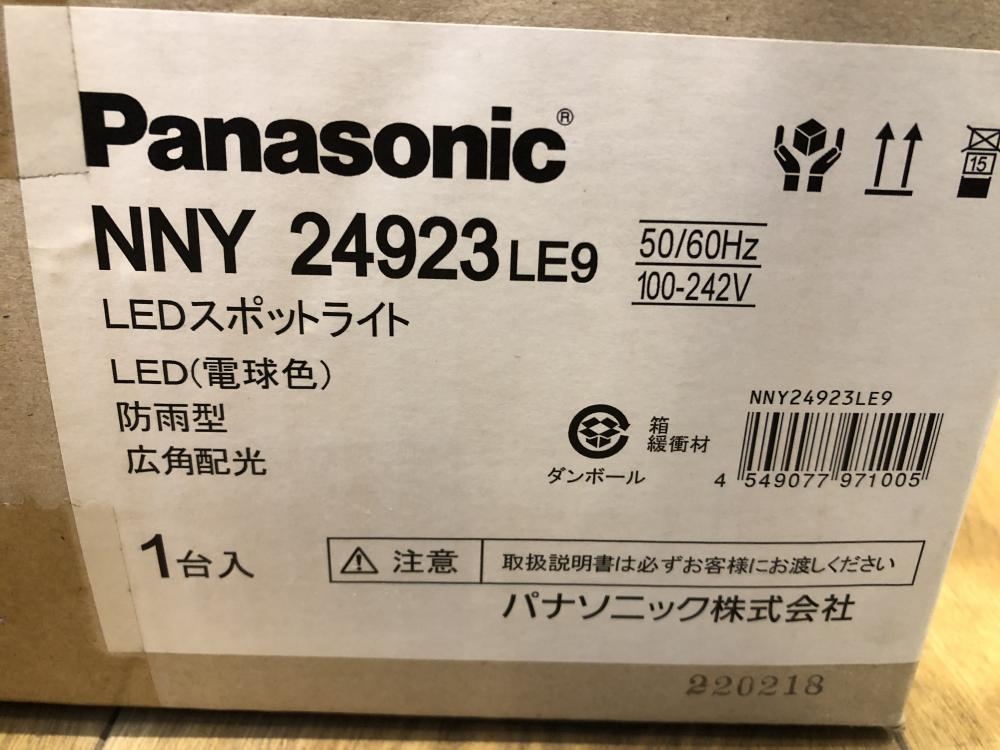 Panasonic®
NNY 24923 LE9
50/60Hz
100-242V
15
LEDスポットライト
LED(電球色)
防雨型
広角配光
箱
緩衝材
ダンボール
NNY24923LE9
4 549077 971005
1台入
注意
取扱説明書は必ずお客様にお渡しください
パナソニック株式会社
220218